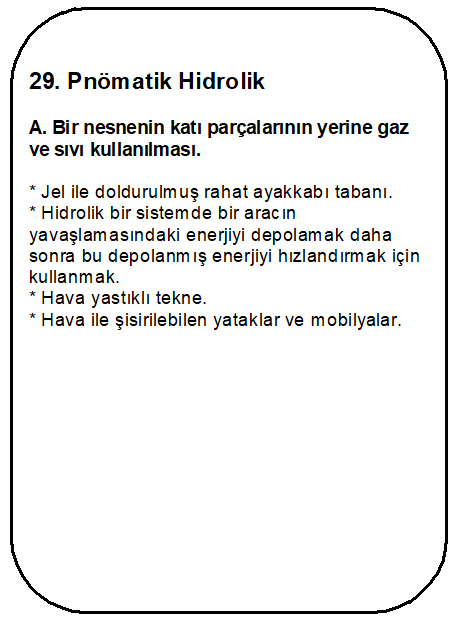 29. Pnömatik Hidrolik
A. Bir nesnenin katı parçalarının yerine gaz
ve sıvı kullanılması.
* Jel ile doldurulmuş rahat ayakkabı tabanı.
* Hidrolik bir sistemde bir aracın
yavaşlamasındaki enerjiyi depolamak daha
sonra bu depolanmış enerjiyi hızlandırmak için
kullanmak.
* Hava yastıklı tekne.
* Hava ile şisirilebilen yataklar ve mobilyalar.